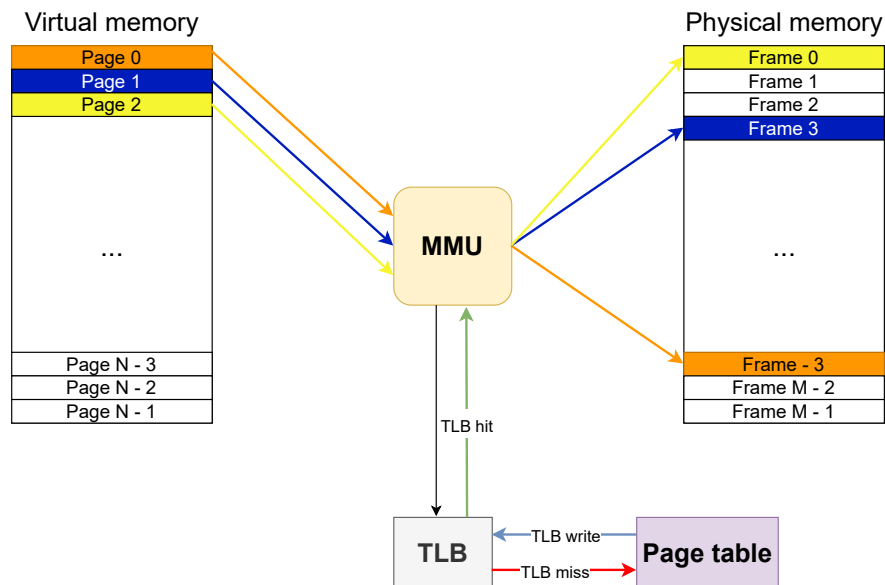 Virtual memory
Page 0
Page 1
Page 2
...
Page N - 3
Page N - 2
Page N - 1
MMU
Physical memory
Frame 0
Frame 1
Frame 2
Frame 3
...
Frame - 3
Frame M - 2
Frame M - 1
TLB hit
TLB
TLB write
TLB miss
Page table